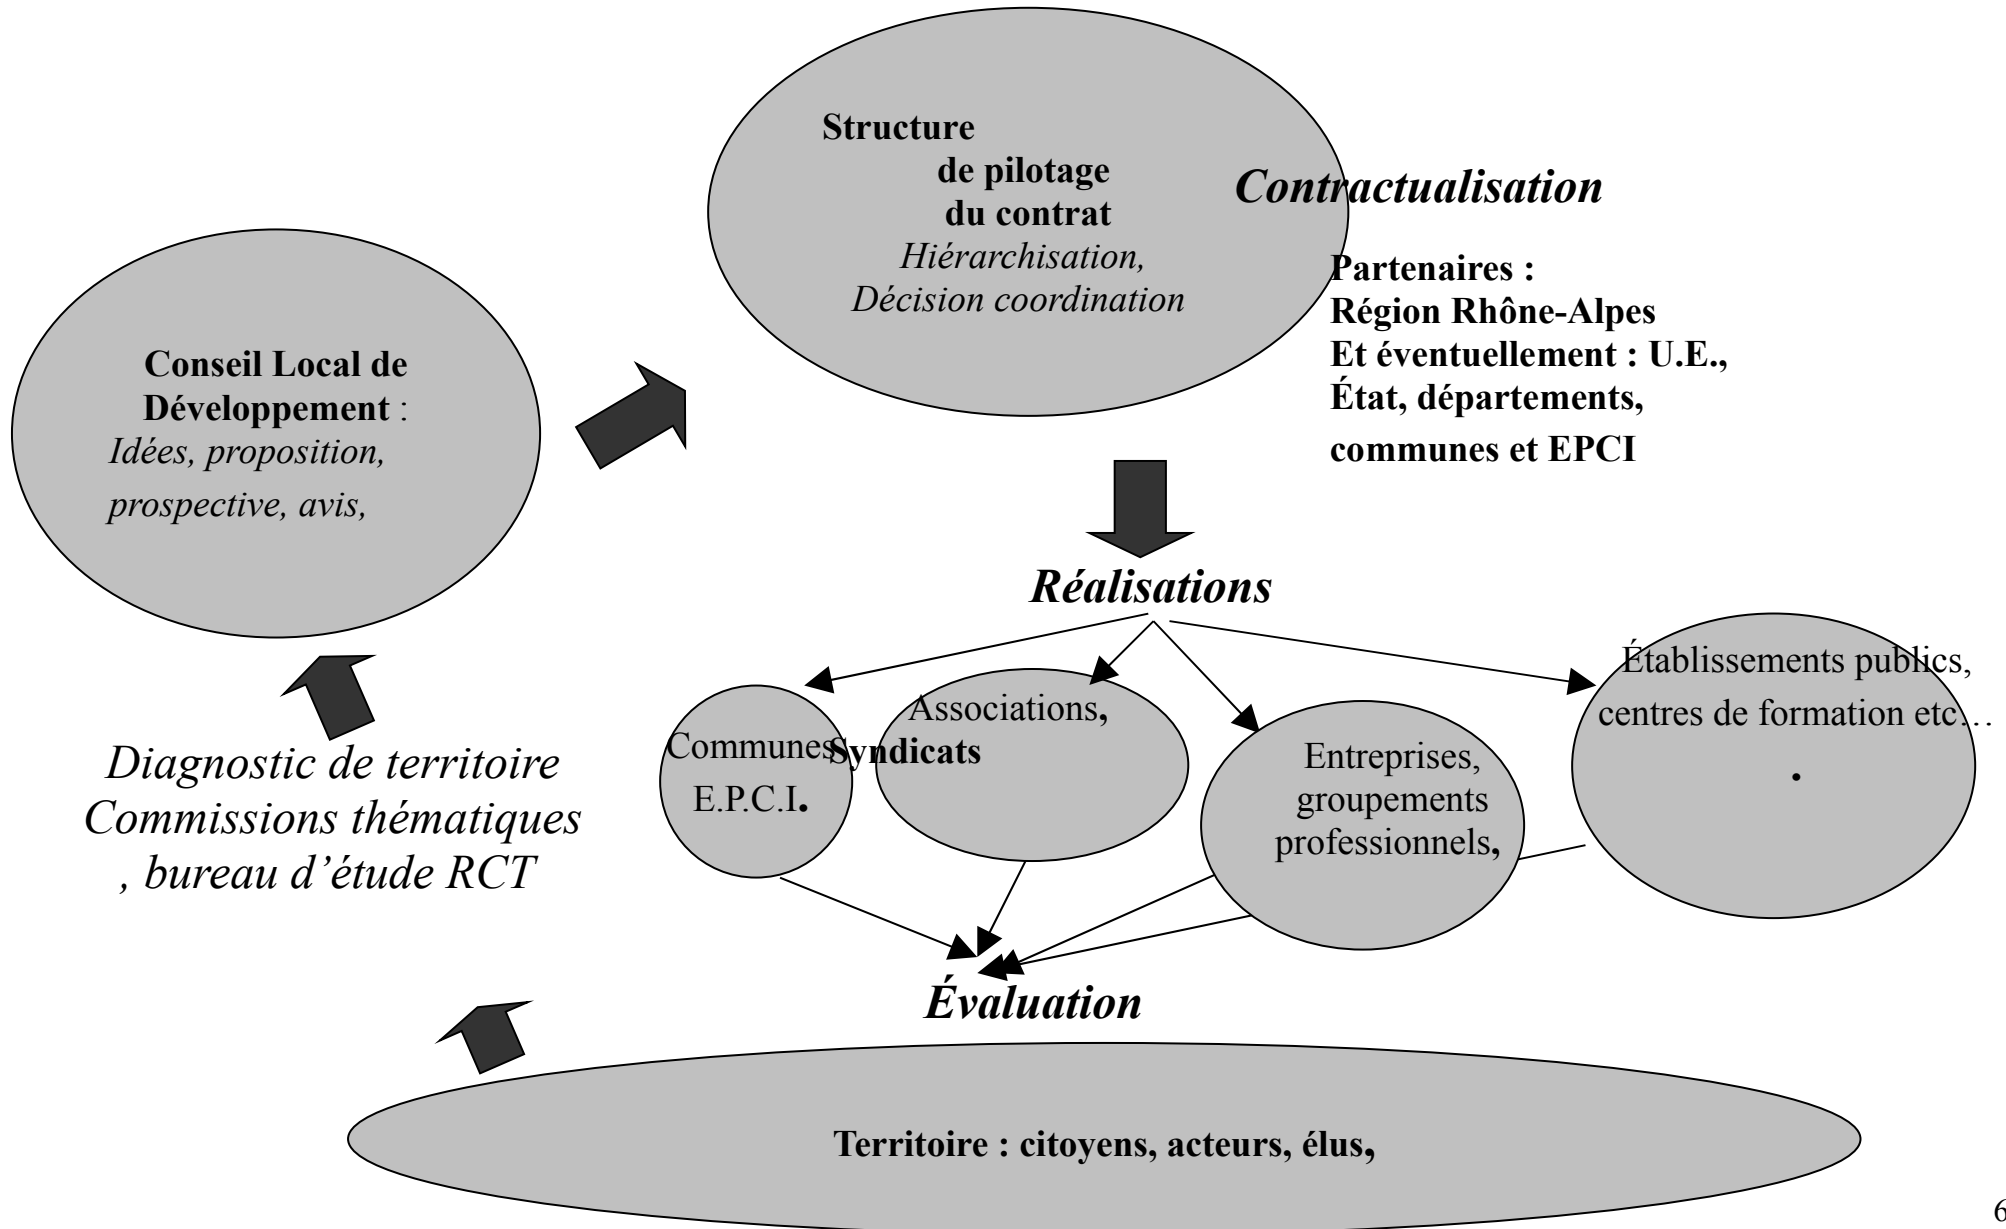 Structure
de pilotage
du contrat
Hiérarchisation,
Décision coordination
Contractualisation
Partenaires :
Région Rhône-Alpes
Et éventuellement : U.E.,
État, départements,
communes et EPCI
Conseil Local de
Développement :
Idées, proposition,
prospective, avis,
Réalisations
Communes
E.P.C.I.
Associations,
Syndicats
Entreprises,
groupements
professionnels,
Établissements publics,
centres de formation etc…
.
Diagnostic de territoire
Commissions thématiques
, bureau d’étude RCT
Évaluation
Territoire : citoyens, acteurs, élus,
6